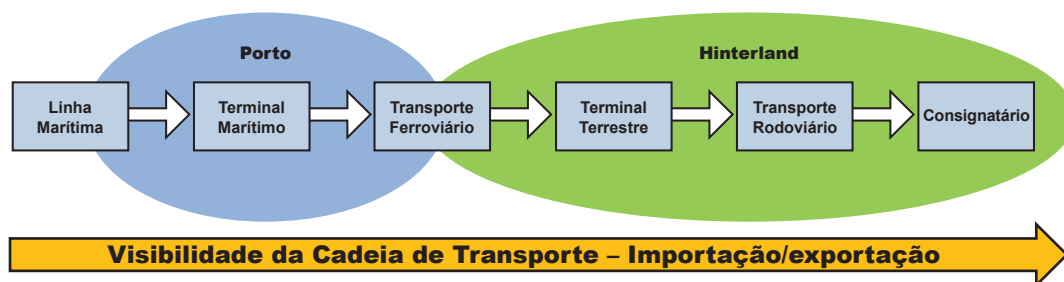 Porto
Hinterland
Linha
Marítima
Terminal
Marítimo
Transporte
Ferroviário
Terminal
Terrestre
Transporte
Rodoviário
Consignatário
Visibilidade da Cadeia de Transporte – Importação/exportação